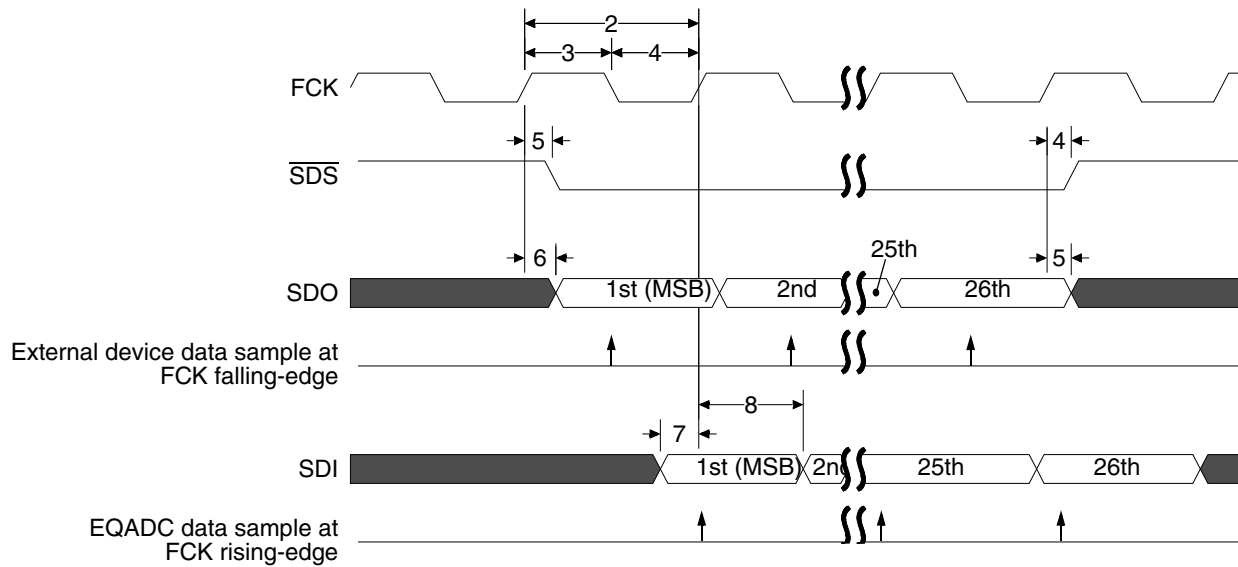 2
3 4
FCK
5 4
SDS
25th
6 5
SDO 1st (MSB) 2nd 26th
External device data sample at
FCK falling-edge
8
7
SDI 1st (MSB) 2nd 25th 26th
EQADC data sample at
FCK rising-edge